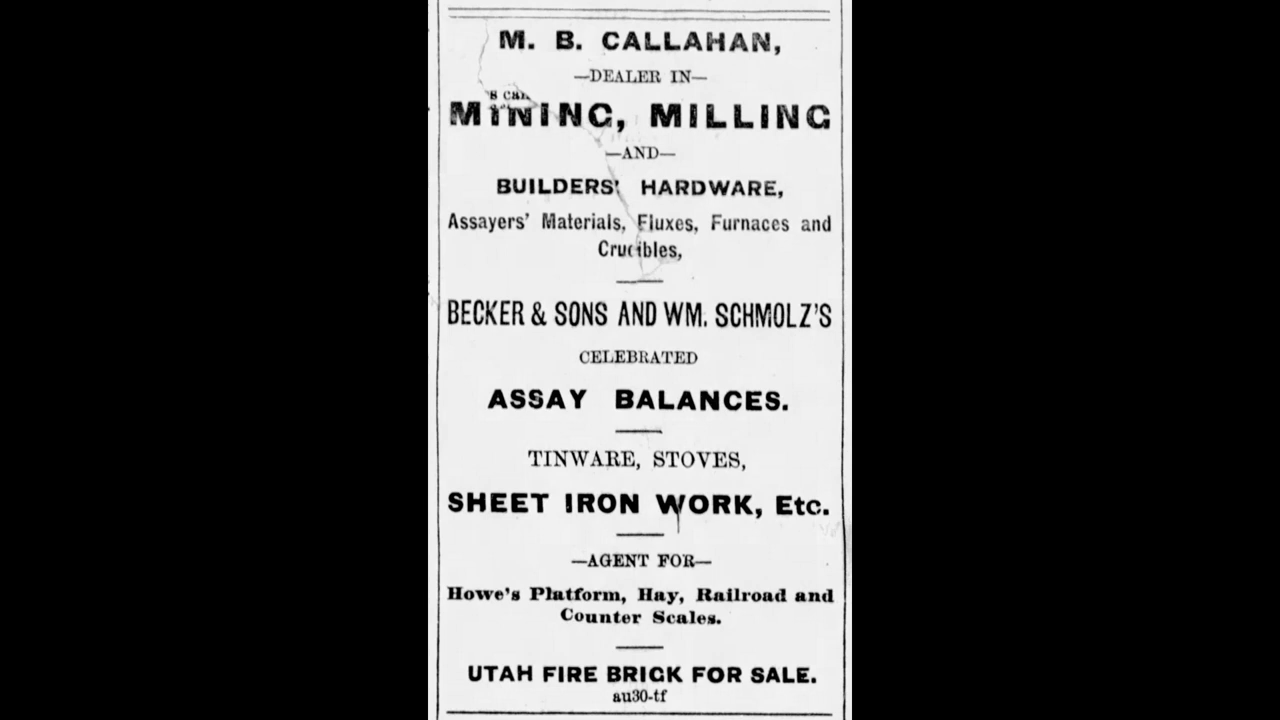 M. B. CALLAHAN,
—DEALER IN—
MINING, MILLING
—AND—
BUILDERS' HARDWARE,
Assayers' Materials, Fluxes, Furnaces and
Crucibles,
BECKER & SONS AND WM. SCHMOLZ'S
CELEBRATED
ASSAY BALANCES.
TINWARE, STOVES,
SHEET IRON WORK, Etc.
—AGENT FOR—
Howe's Platform, Hay, Railroad and
Counter Scales.
UTAH FIRE BRICK FOR SALE.
au30-tf